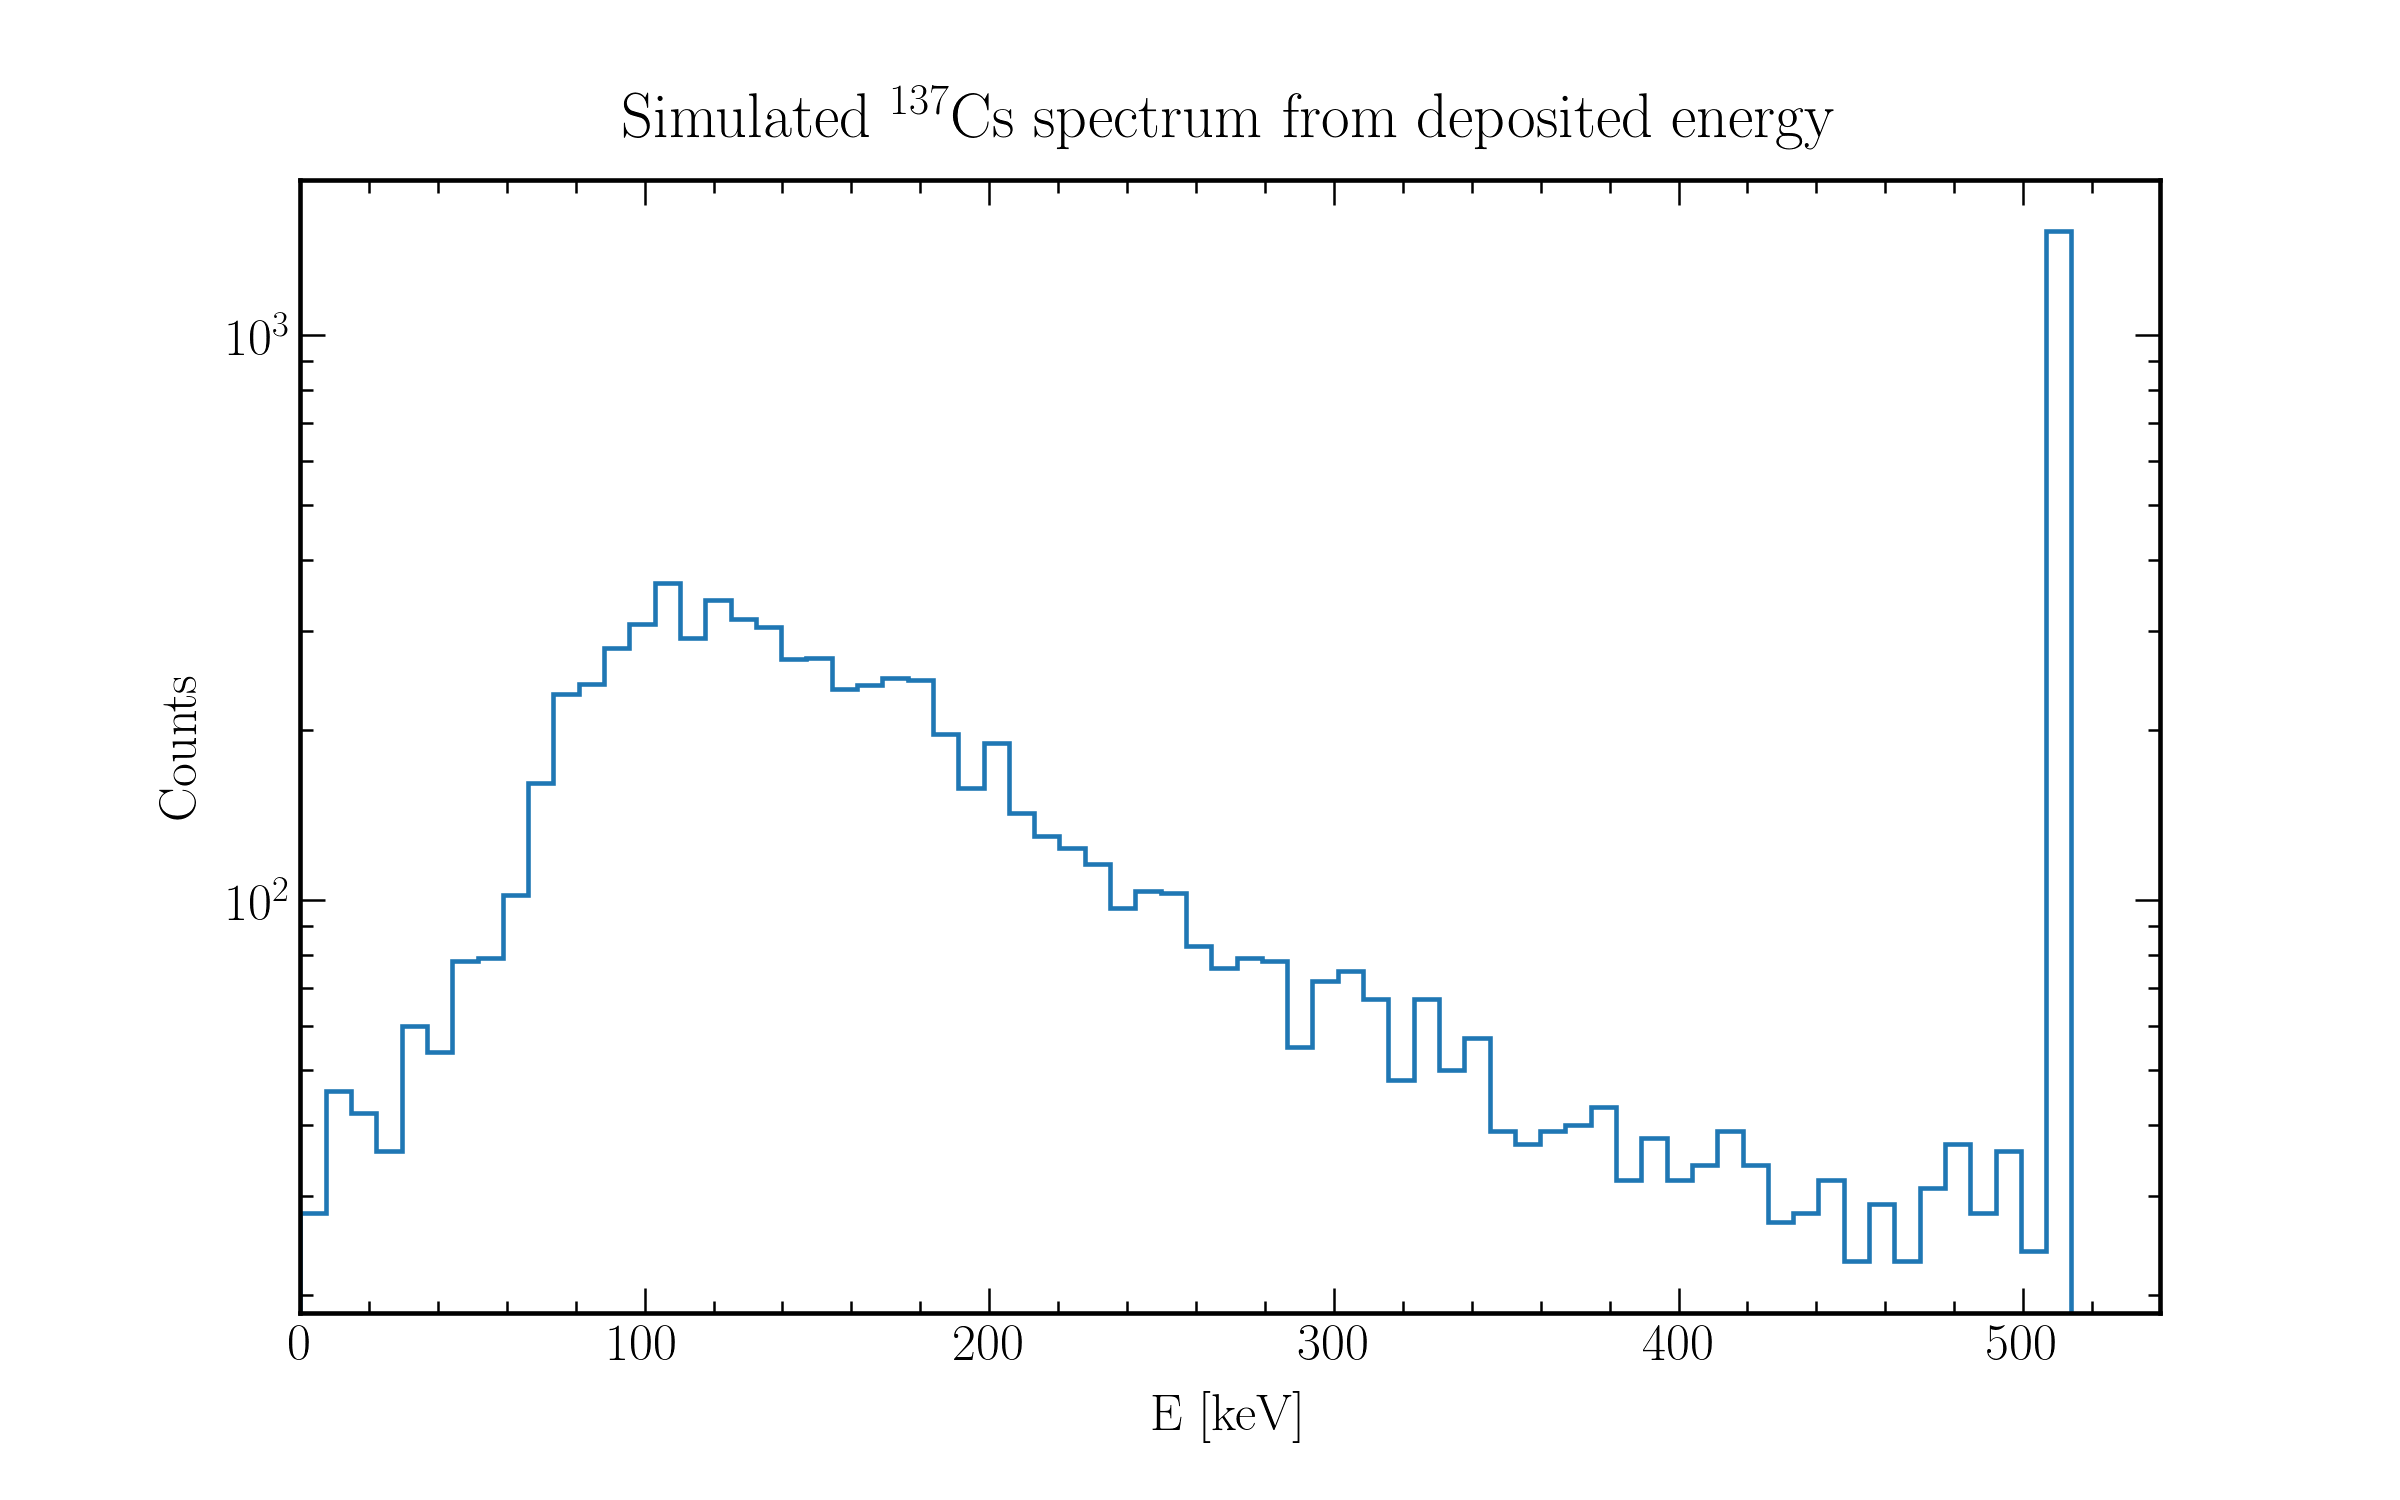 Simulated ¹³⁷Cs spectrum from deposited energy
10³
10²
Counts
0 100 200 300 400 500
E [keV]